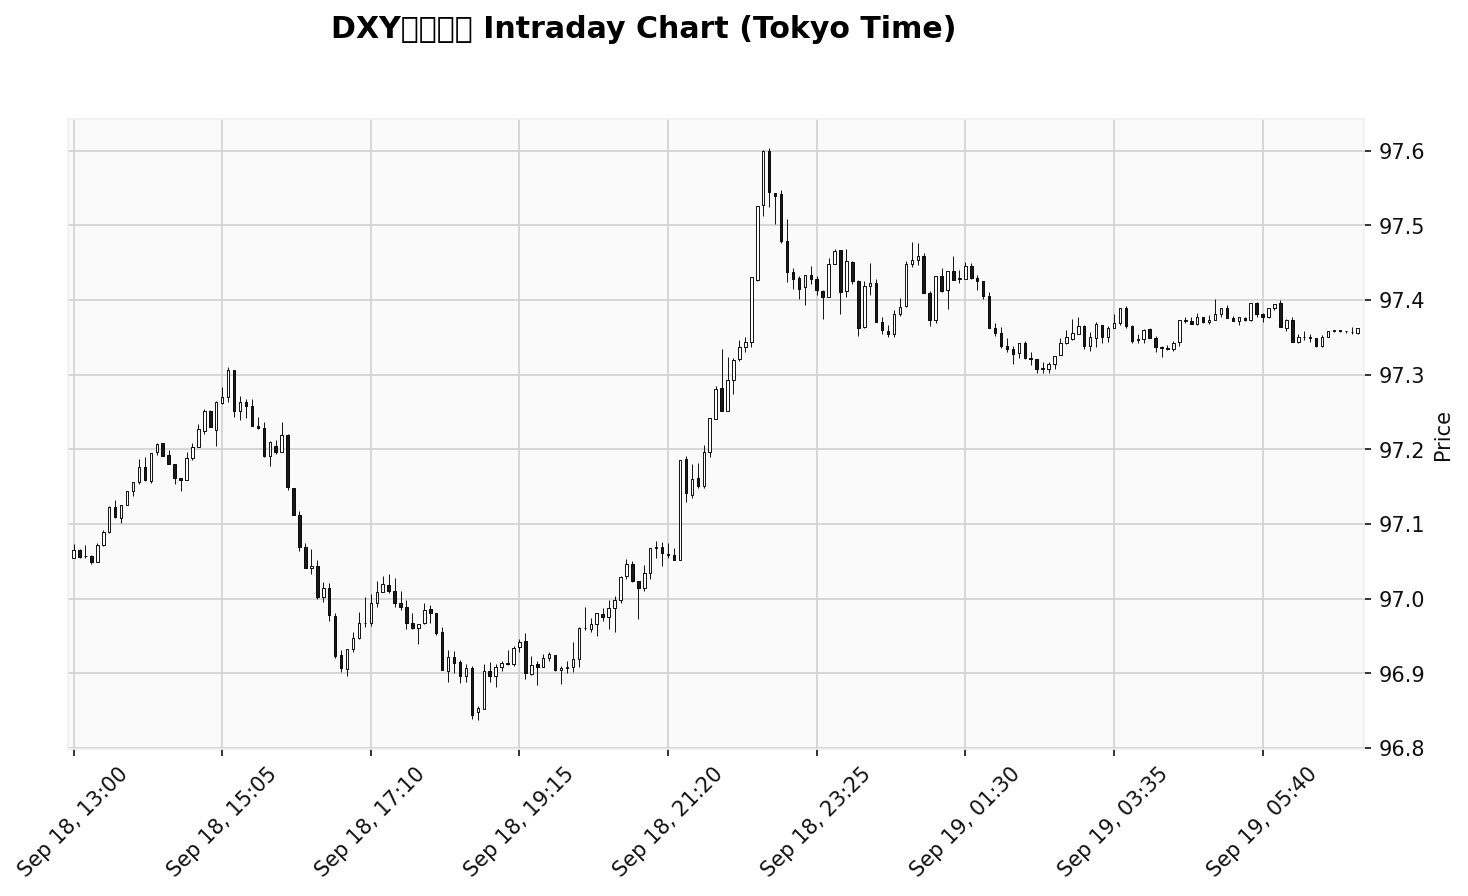 DXY Intraday Chart (Tokyo Time)
97.6
97.5
97.4
97.3
97.2
97.1
97.0
96.9
96.8
Price
Sep 18, 13:00
Sep 18, 15:05
Sep 18, 17:10
Sep 18, 19:15
Sep 18, 21:20
Sep 18, 23:25
Sep 19, 01:30
Sep 19, 03:35
Sep 19, 05:40